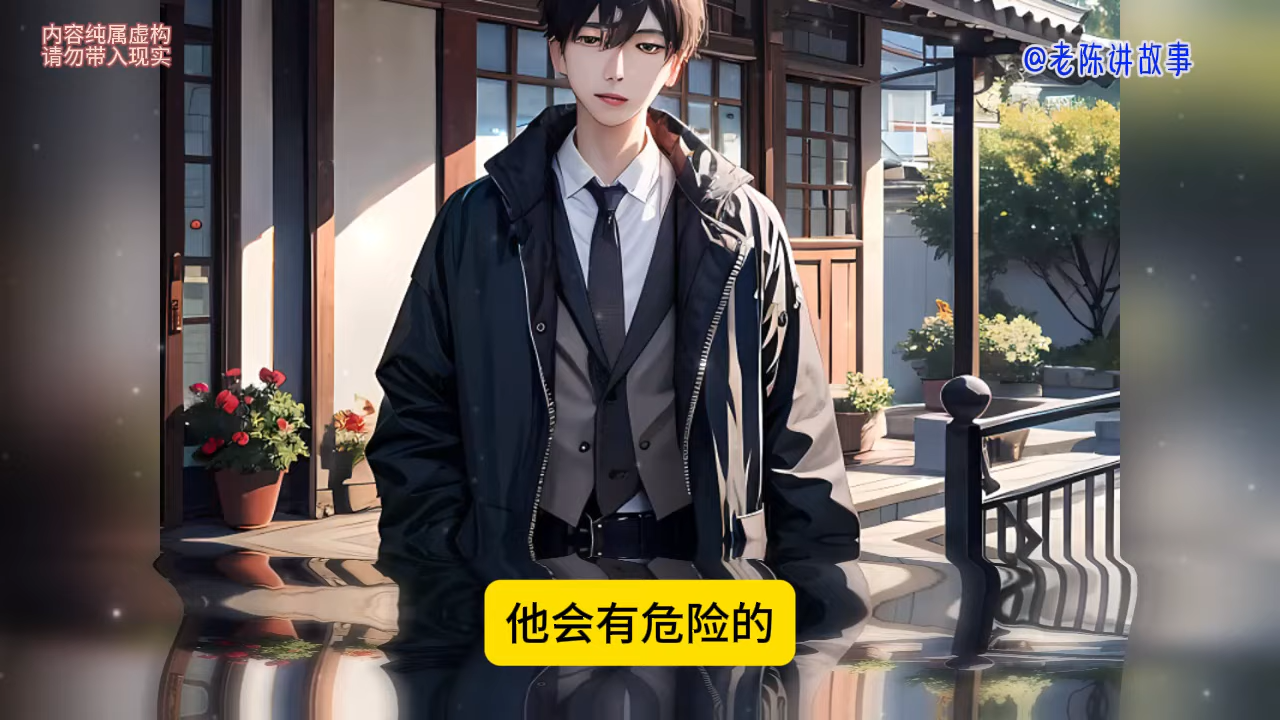 内容纯属虚构
请勿带入现实
@老陈讲故事
他会有危险的